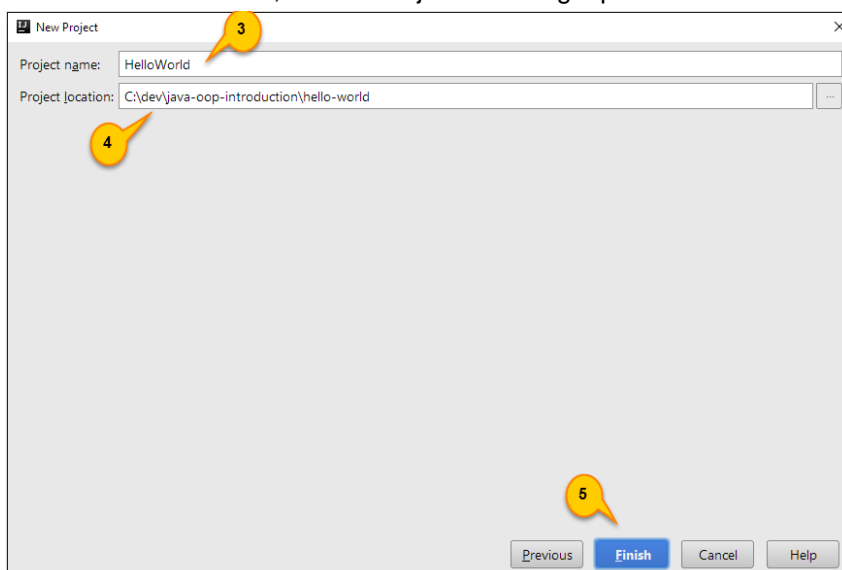 New Project
3
Project name: HelloWorld
Project location: C:\dev\java-oop-introduction\hello-world ...
4
5
Previous Finish Cancel Help